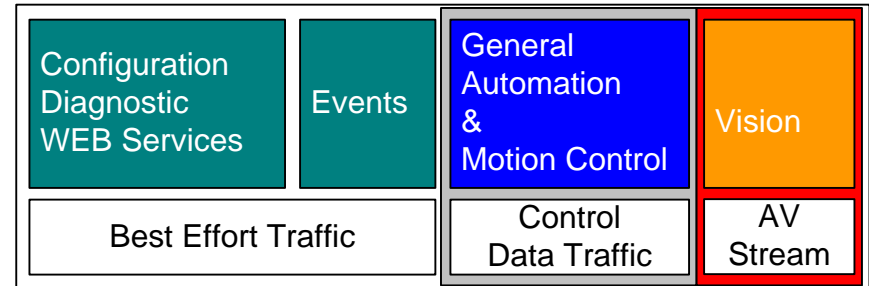 Configuration
Diagnostic
WEB Services
Events
General
Automation
&
Motion Control
Vision
Best Effort Traffic
Control
Data Traffic
AV
Stream